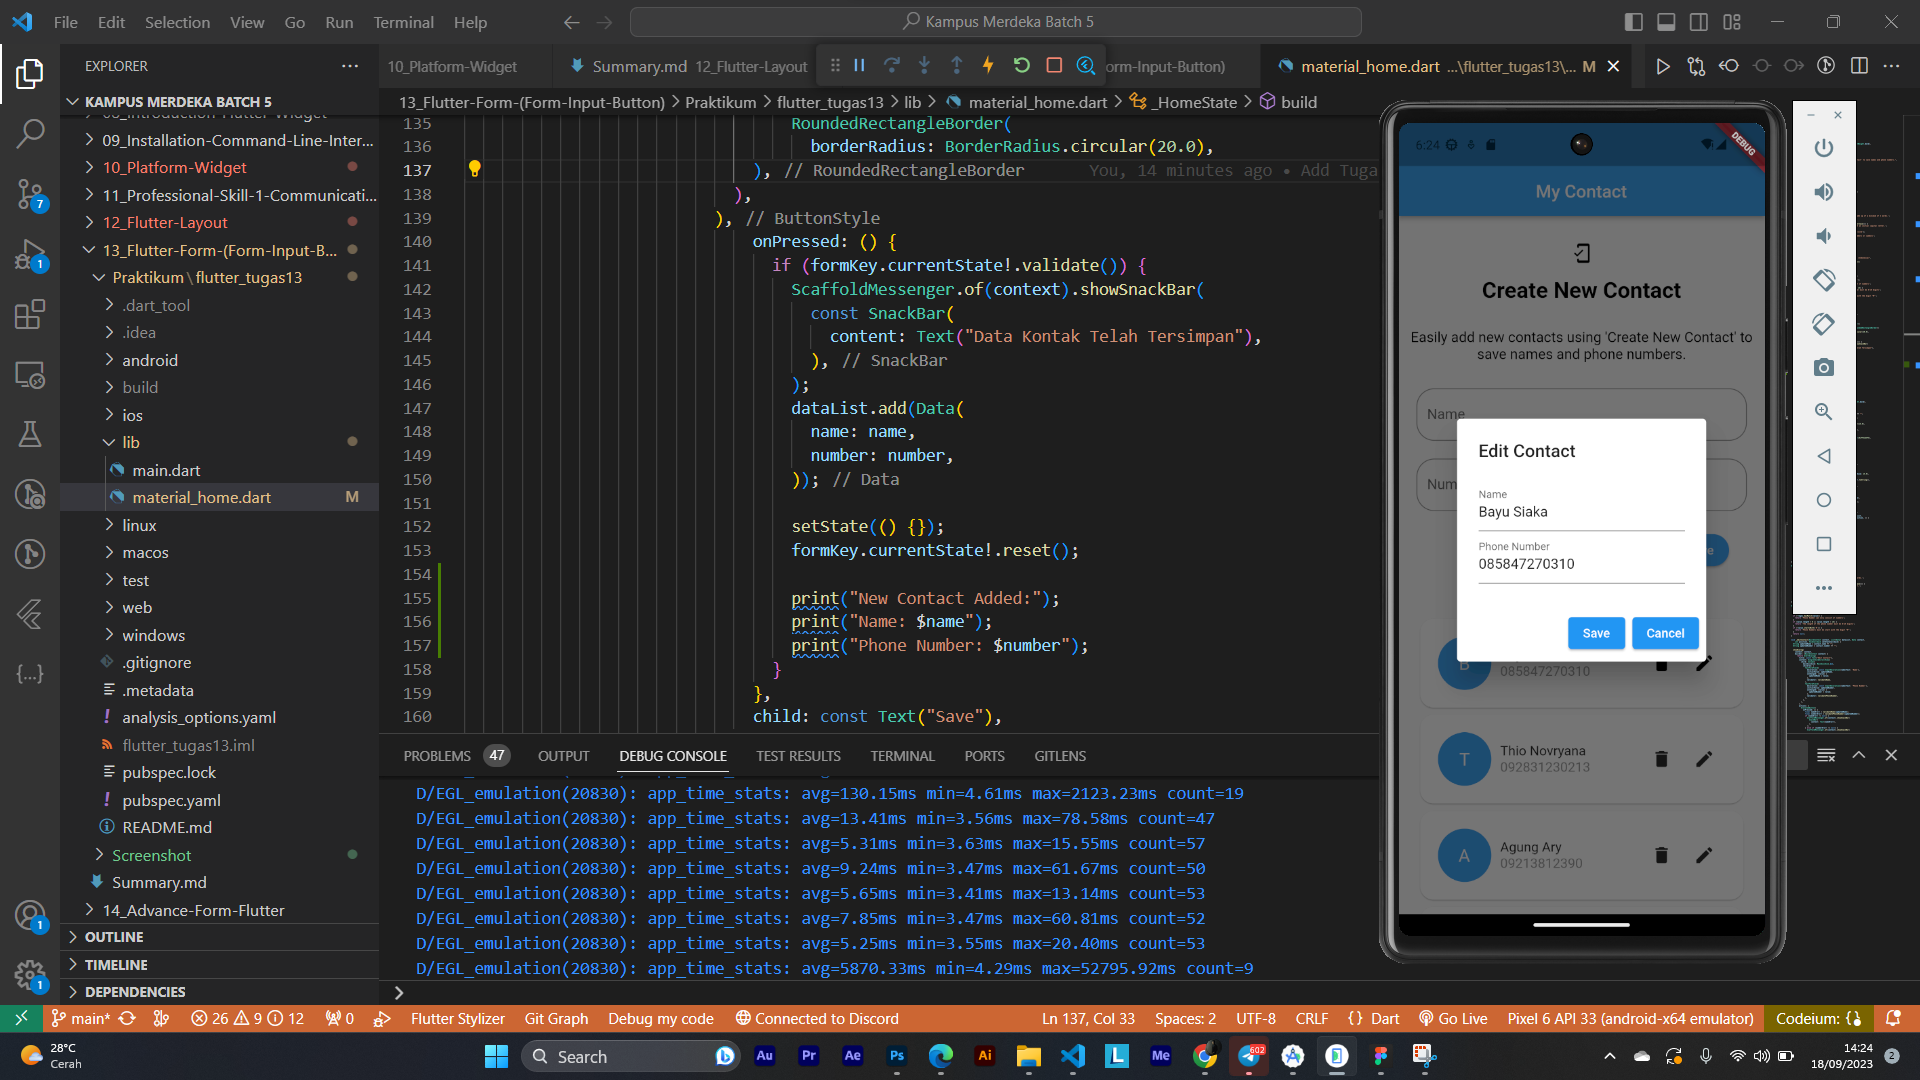 File Edit Selection View Go Run Terminal Help
Kampus Merdeka Batch 5
EXPLORER
10_Platform-Widget
Summary.md 12_Flutter-Layout
orm-Input-Button)
material_home.dart ...\flutter_tugas13\... M
KAMPUS MERDEKA BATCH 5
09_Installation-Command-Line-Inter...
10_Platform-Widget
11_Professional-Skill-1-Communicati...
12_Flutter-Layout
13_Flutter-Form-(Form-Input-B...
Praktikum \ flutter_tugas13
.dart_tool
.idea
android
build
ios
lib
main.dart
material_home.dart M
linux
macos
test
web
windows
.gitignore
.metadata
analysis_options.yaml
flutter_tugas13.iml
pubspec.lock
pubspec.yaml
README.md
Screenshot
Summary.md
14_Advance-Form-Flutter
OUTLINE
TIMELINE
DEPENDENCIES
7
1
1
1
13_Flutter-Form-(Form-Input-Button) > Praktikum > flutter_tugas13 > lib > material_home.dart > _HomeState > build
135 RoundedRectangleBorder(
136 borderRadius: BorderRadius.circular(20.0),
137 ), // RoundedRectangleBorder You, 14 minutes ago • Add Tuga
138 ),
139 ), // ButtonStyle
140 onPressed: () {
141 if (formKey.currentState!.validate()) {
142 ScaffoldMessenger.of(context).showSnackBar(
143 const SnackBar(
144 content: Text("Data Kontak Telah Tersimpan"),
145 ), // SnackBar
146 );
147 dataList.add(Data(
148 name: name,
149 number: number,
150 )); // Data
151
152 setState(() {});
153 formKey.currentState!.reset();
154
155 print("New Contact Added:");
156 print("Name: $name");
157 print("Phone Number: $number");
158 }
159 },
160 child: const Text("Save"),
PROBLEMS 47 OUTPUT DEBUG CONSOLE TEST RESULTS TERMINAL PORTS GITLENS
D/EGL_emulation(20830): app_time_stats: avg=130.15ms min=4.61ms max=2123.23ms count=19
D/EGL_emulation(20830): app_time_stats: avg=13.41ms min=3.56ms max=78.58ms count=47
D/EGL_emulation(20830): app_time_stats: avg=5.31ms min=3.63ms max=15.55ms count=57
D/EGL_emulation(20830): app_time_stats: avg=9.24ms min=3.47ms max=61.67ms count=50
D/EGL_emulation(20830): app_time_stats: avg=5.65ms min=3.41ms max=13.14ms count=53
D/EGL_emulation(20830): app_time_stats: avg=7.85ms min=3.47ms max=60.81ms count=52
D/EGL_emulation(20830): app_time_stats: avg=5.25ms min=3.55ms max=20.40ms count=53
D/EGL_emulation(20830): app_time_stats: avg=5870.33ms min=4.29ms max=52795.92ms count=9
6:24
DEBUG
My Contact
Create New Contact
Easily add new contacts using 'Create New Contact' to
save names and phone numbers.
Name
Num
Edit Contact
Name
Bayu Siaka
Phone Number
085847270310
Save Cancel
B
085847270310
T
Thio Novryana
092831230213
A
Agung Ary
09213812390
main* 26 9 12 0 Flutter Stylizer Git Graph Debug my code Connected to Discord
Ln 137, Col 33 Spaces: 2 UTF-8 CRLF {} Dart Go Live Pixel 6 API 33 (android-x64 emulator) Codeium: {}
28°C
Cerah
Search
Au Pr Ae Ps Ai L Me 602
14:24
18/09/2023
2